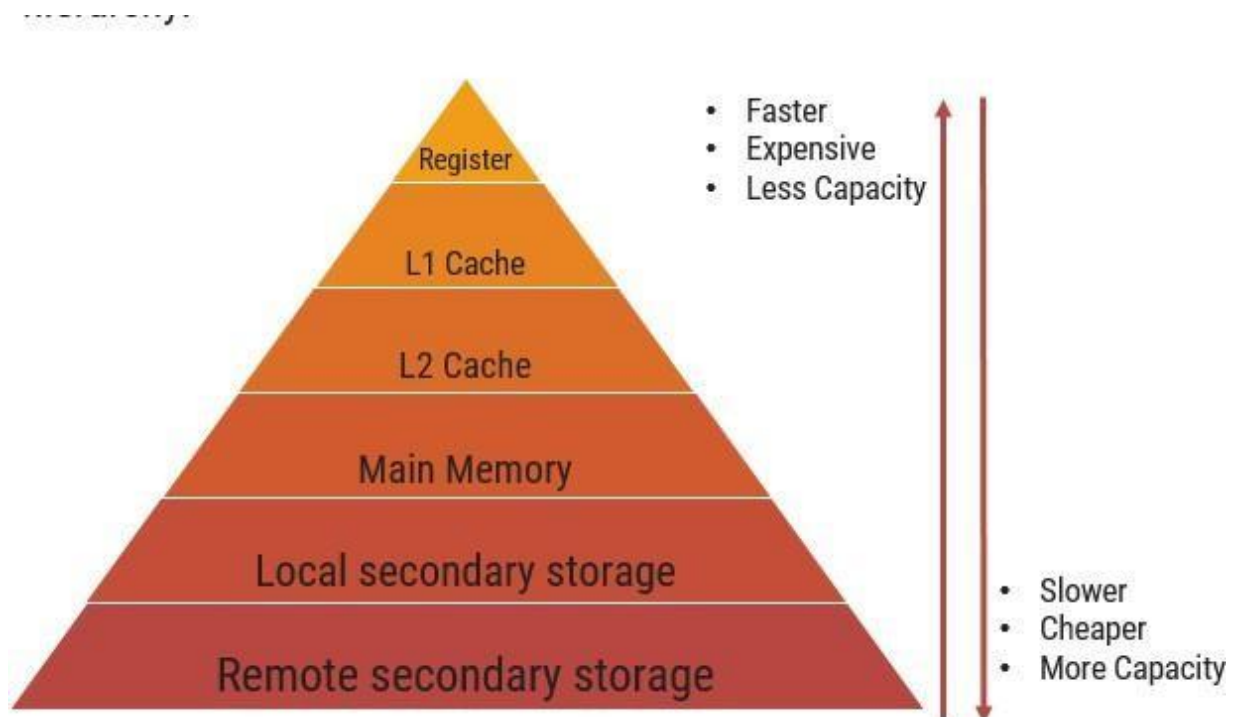 Register
L1 Cache
L2 Cache
Main Memory
Local secondary storage
Remote secondary storage
• Faster
• Expensive
• Less Capacity
• Slower
• Cheaper
• More Capacity